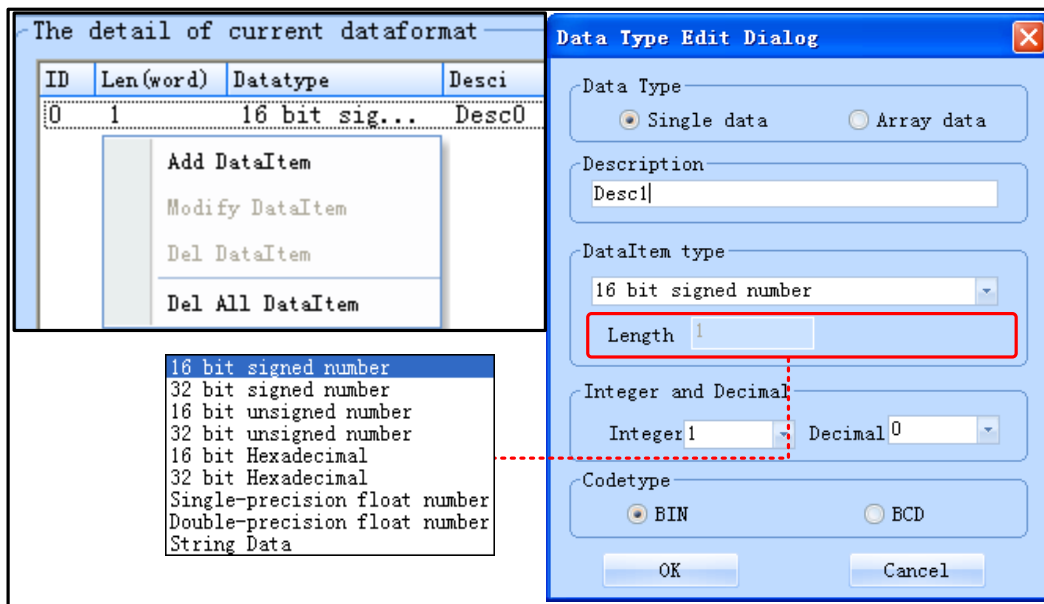 The detail of current dataformat
ID Len(word) Datatype Desci
0 1 16 bit sig... Desc0
Add DataItem
Modify DataItem
Del DataItem
Del All DataItem
16 bit signed number
32 bit signed number
16 bit unsigned number
32 bit unsigned number
16 bit Hexadecimal
32 bit Hexadecimal
Single-precision float number
Double-precision float number
String Data
Data Type Edit Dialog
Data Type
Single data Array data
Description
Desc1
DataItem type
16 bit signed number
Length 1
Integer and Decimal
Integer 1 Decimal 0
Codetype
BIN BCD
OK Cancel